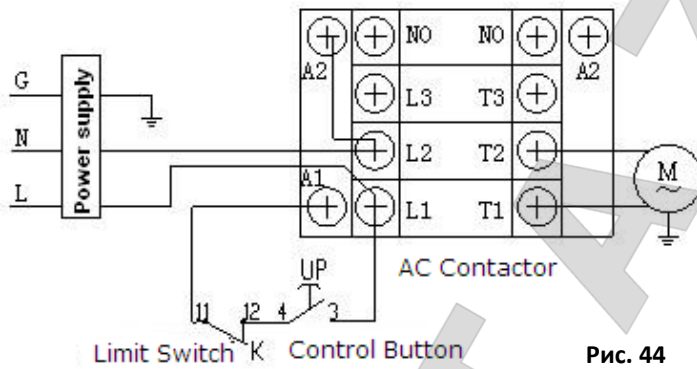 NO NO
A2 A2
G
L3 T3
Power supply
N
L2 T2
M
~
A1
L
L1 T1
UP
AC Contactor
11 12 4 3
Limit Switch K Control Button
Рис. 44